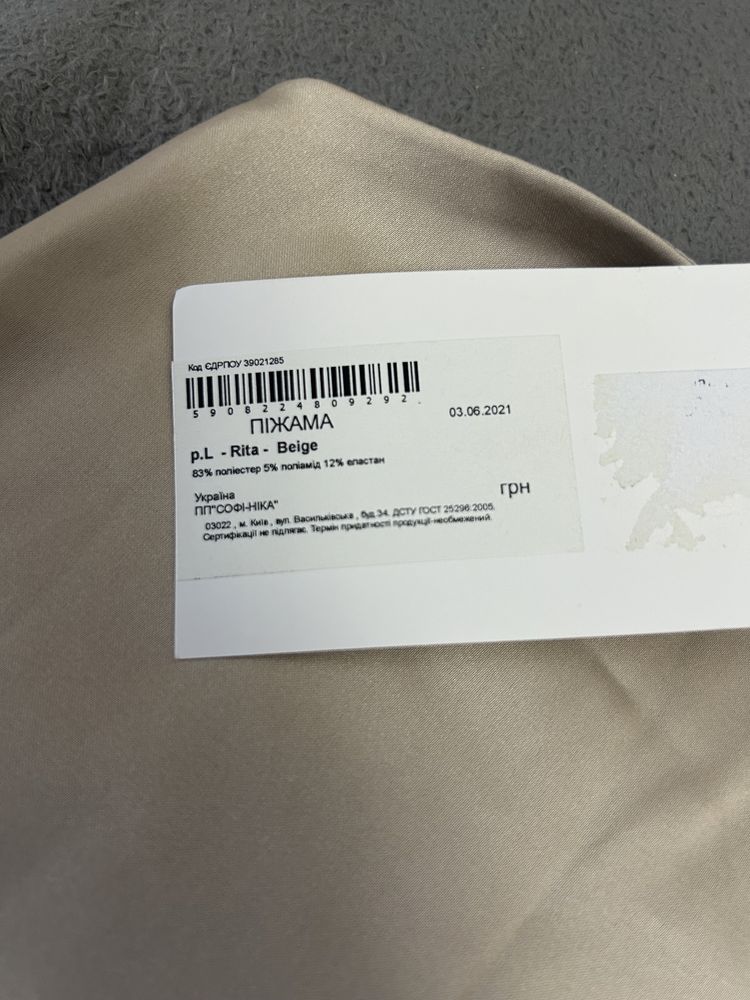 Код ЄДРПОУ 39021285
5908224809292
03.06.2021
ПІЖАМА
р.L - Rita - Beige
83% поліестер 5% поліамід 12% еластан
Україна
ПП"СОФІ-НІКА"
грн
03022 , м. Київ , вул. Васильківська , буд.34. ДСТУ ГОСТ 25296:2005.
Сертифікації не підлягає. Термін придатності продукції-необмежений.